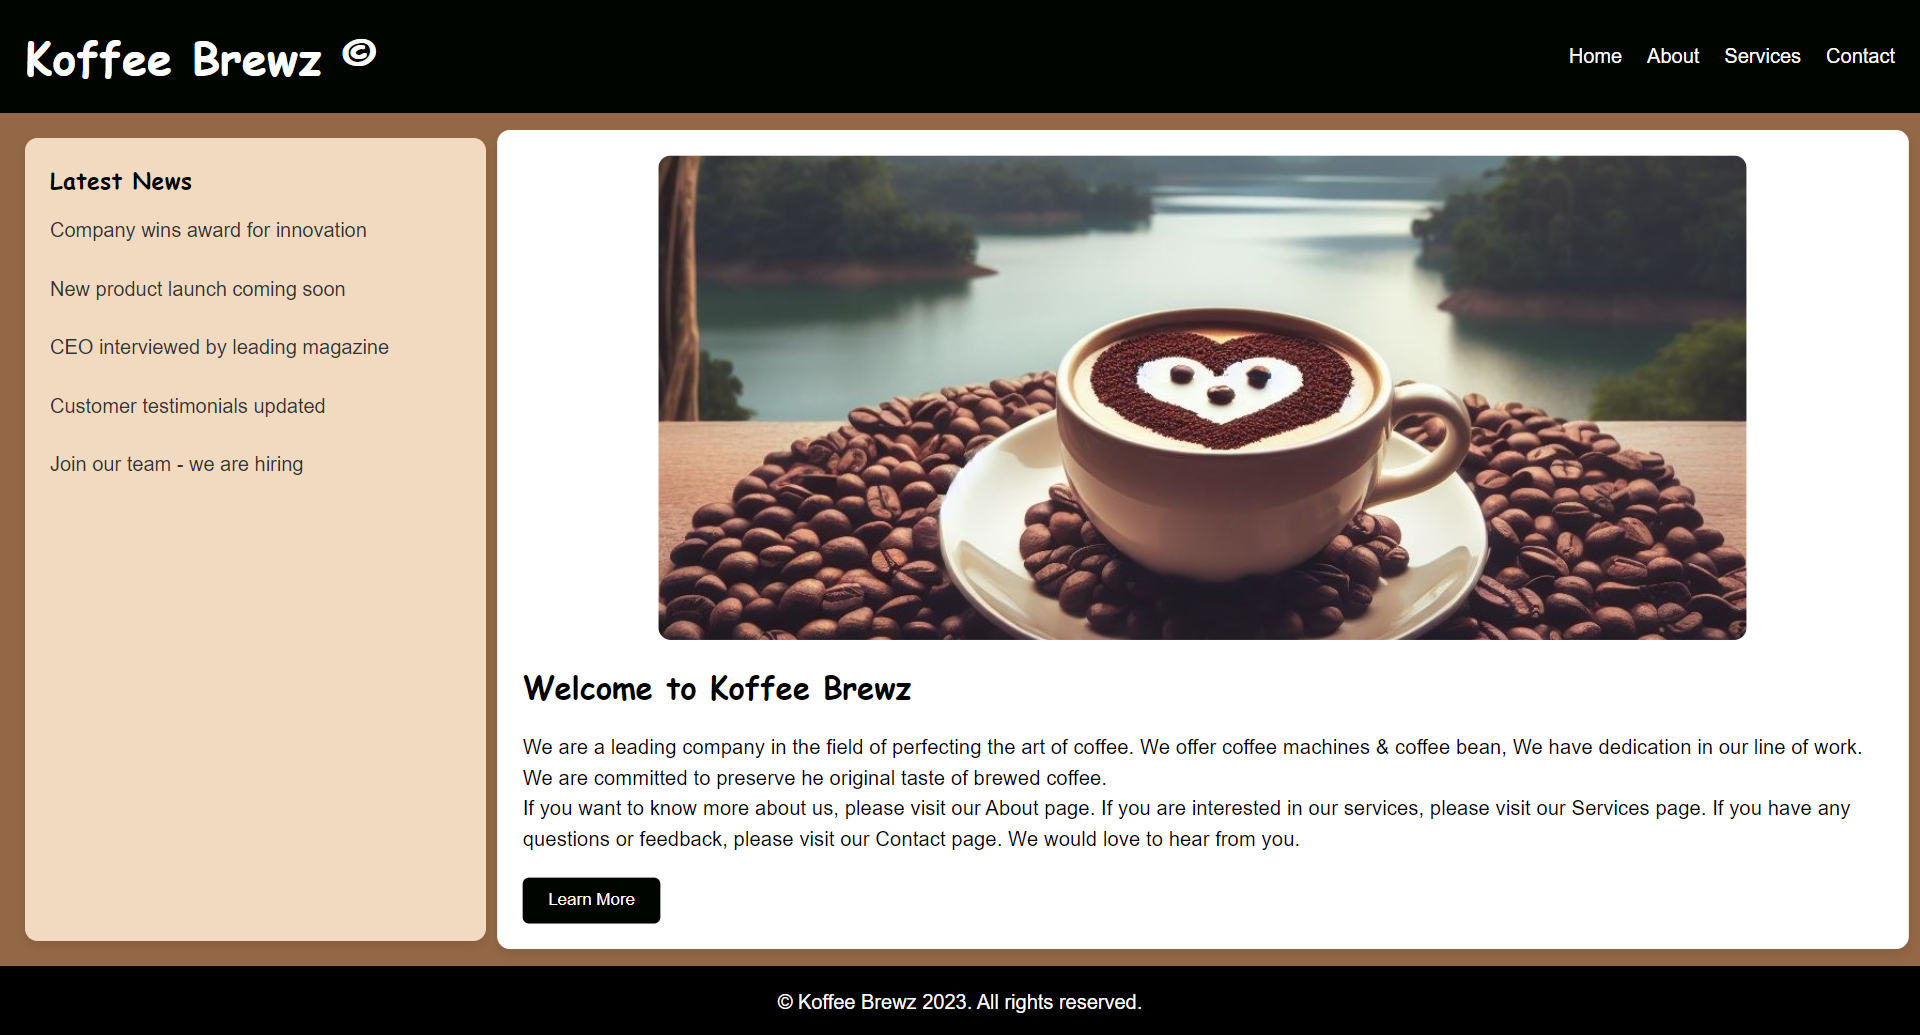 Koffee Brewz ©
Home About Services Contact
Latest News
Company wins award for innovation
New product launch coming soon
CEO interviewed by leading magazine
Customer testimonials updated
Join our team - we are hiring
Welcome to Koffee Brewz
We are a leading company in the field of perfecting the art of coffee. We offer coffee machines & coffee bean, We have dedication in our line of work.
We are committed to preserve he original taste of brewed coffee.
If you want to know more about us, please visit our About page. If you are interested in our services, please visit our Services page. If you have any
questions or feedback, please visit our Contact page. We would love to hear from you.
Learn More
© Koffee Brewz 2023. All rights reserved.